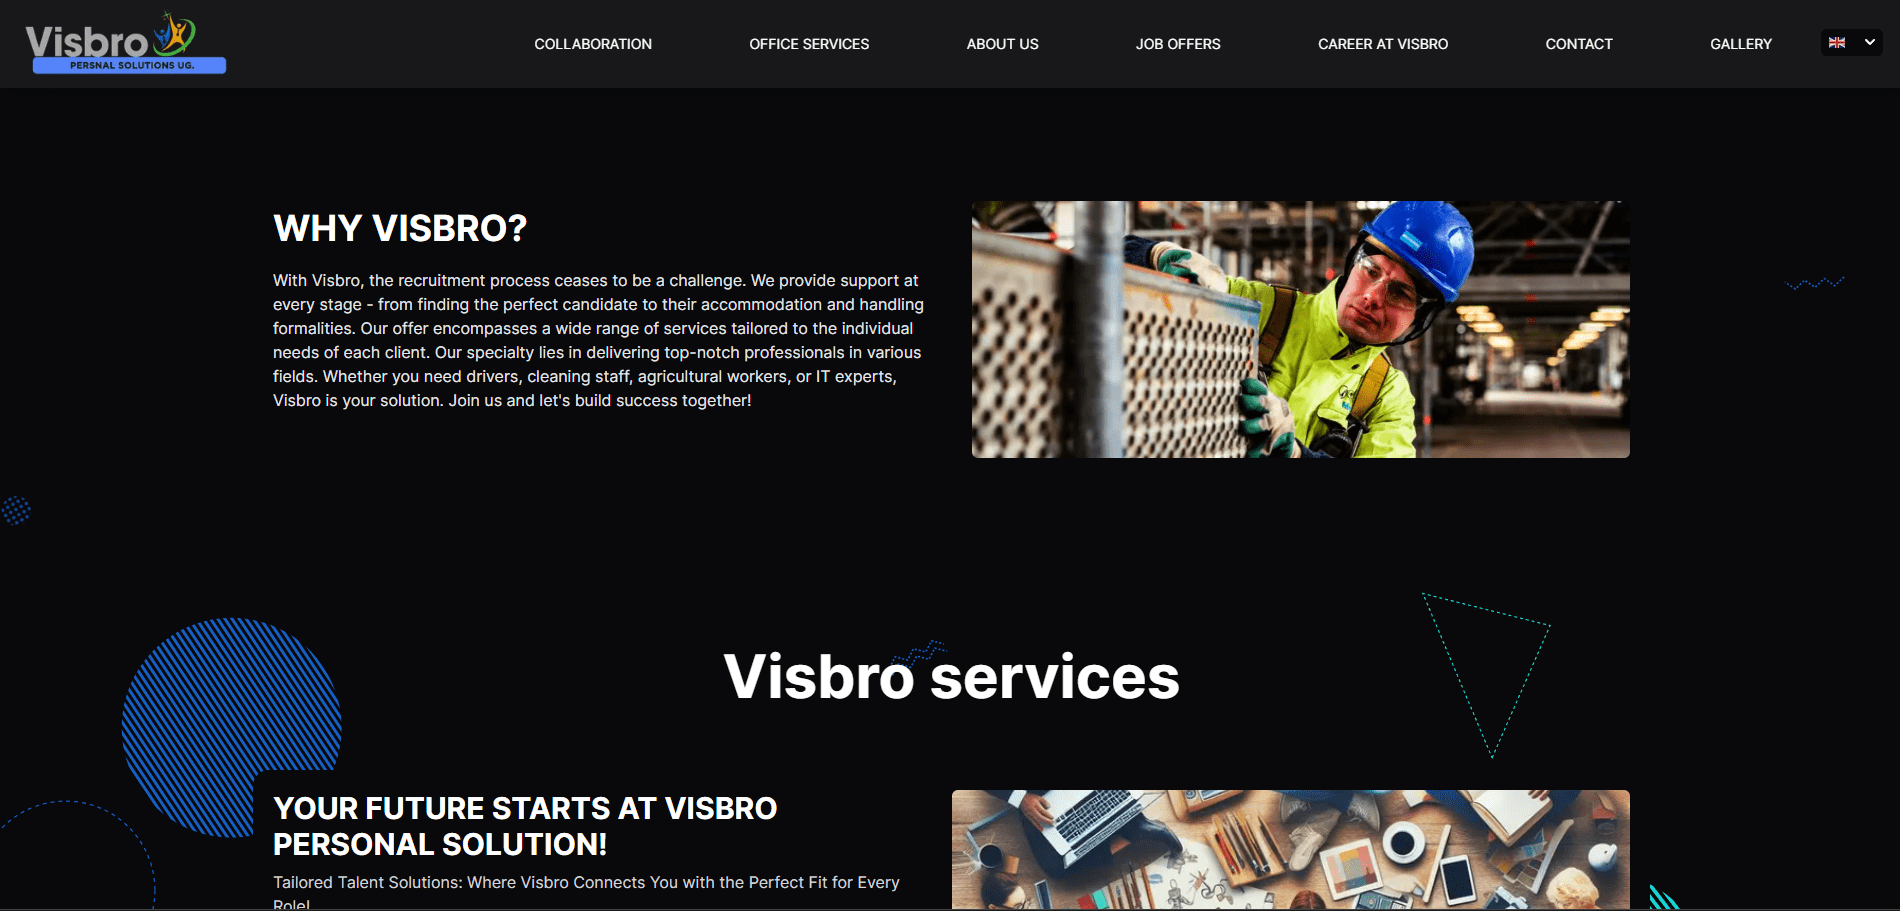 Visbro
PERSNAL SOLUTIONS UG.
COLLABORATION
OFFICE SERVICES
ABOUT US
JOB OFFERS
CAREER AT VISBRO
CONTACT
GALLERY
WHY VISBRO?
With Visbro, the recruitment process ceases to be a challenge. We provide support at
every stage - from finding the perfect candidate to their accommodation and handling
formalities. Our offer encompasses a wide range of services tailored to the individual
needs of each client. Our specialty lies in delivering top-notch professionals in various
fields. Whether you need drivers, cleaning staff, agricultural workers, or IT experts,
Visbro is your solution. Join us and let's build success together!
Visbro services
YOUR FUTURE STARTS AT VISBRO
PERSONAL SOLUTION!
Tailored Talent Solutions: Where Visbro Connects You with the Perfect Fit for Every
Role!